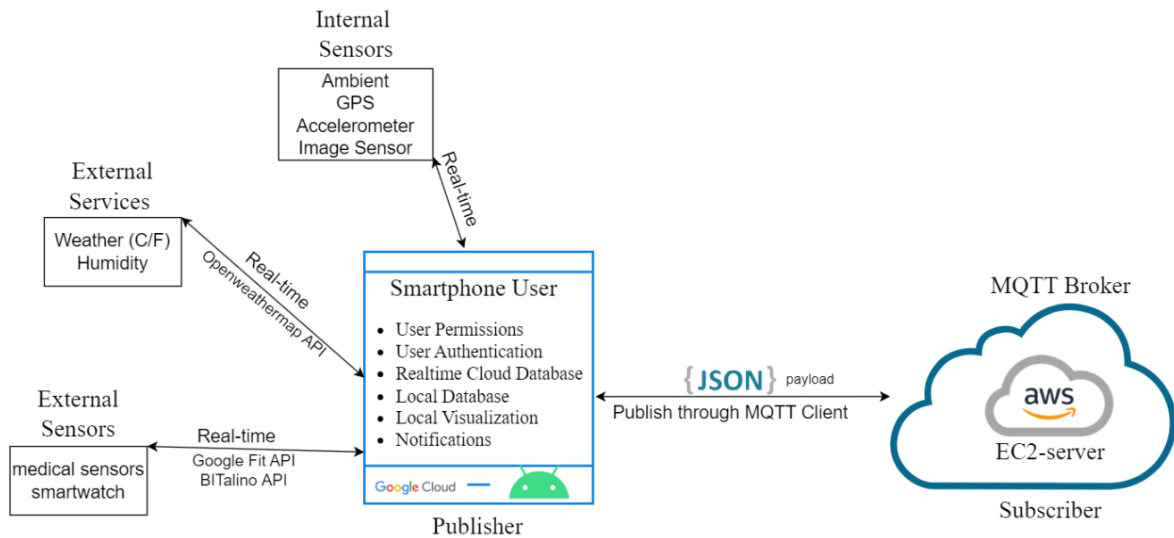 Internal
Sensors
Ambient
GPS
Accelerometer
Image Sensor
Real-time
External
Services
Weather (C/F)
Humidity
Real-time
Openweathermap API
External
Sensors
medical sensors
smartwatch
Real-time
Google Fit API
BITalino API
Smartphone User
• User Permissions
• User Authentication
• Realtime Cloud Database
• Local Database
• Local Visualization
• Notifications
Google Cloud
Publisher
{JSON} payload
Publish through MQTT Client
MQTT Broker
aws
EC2-server
Subscriber